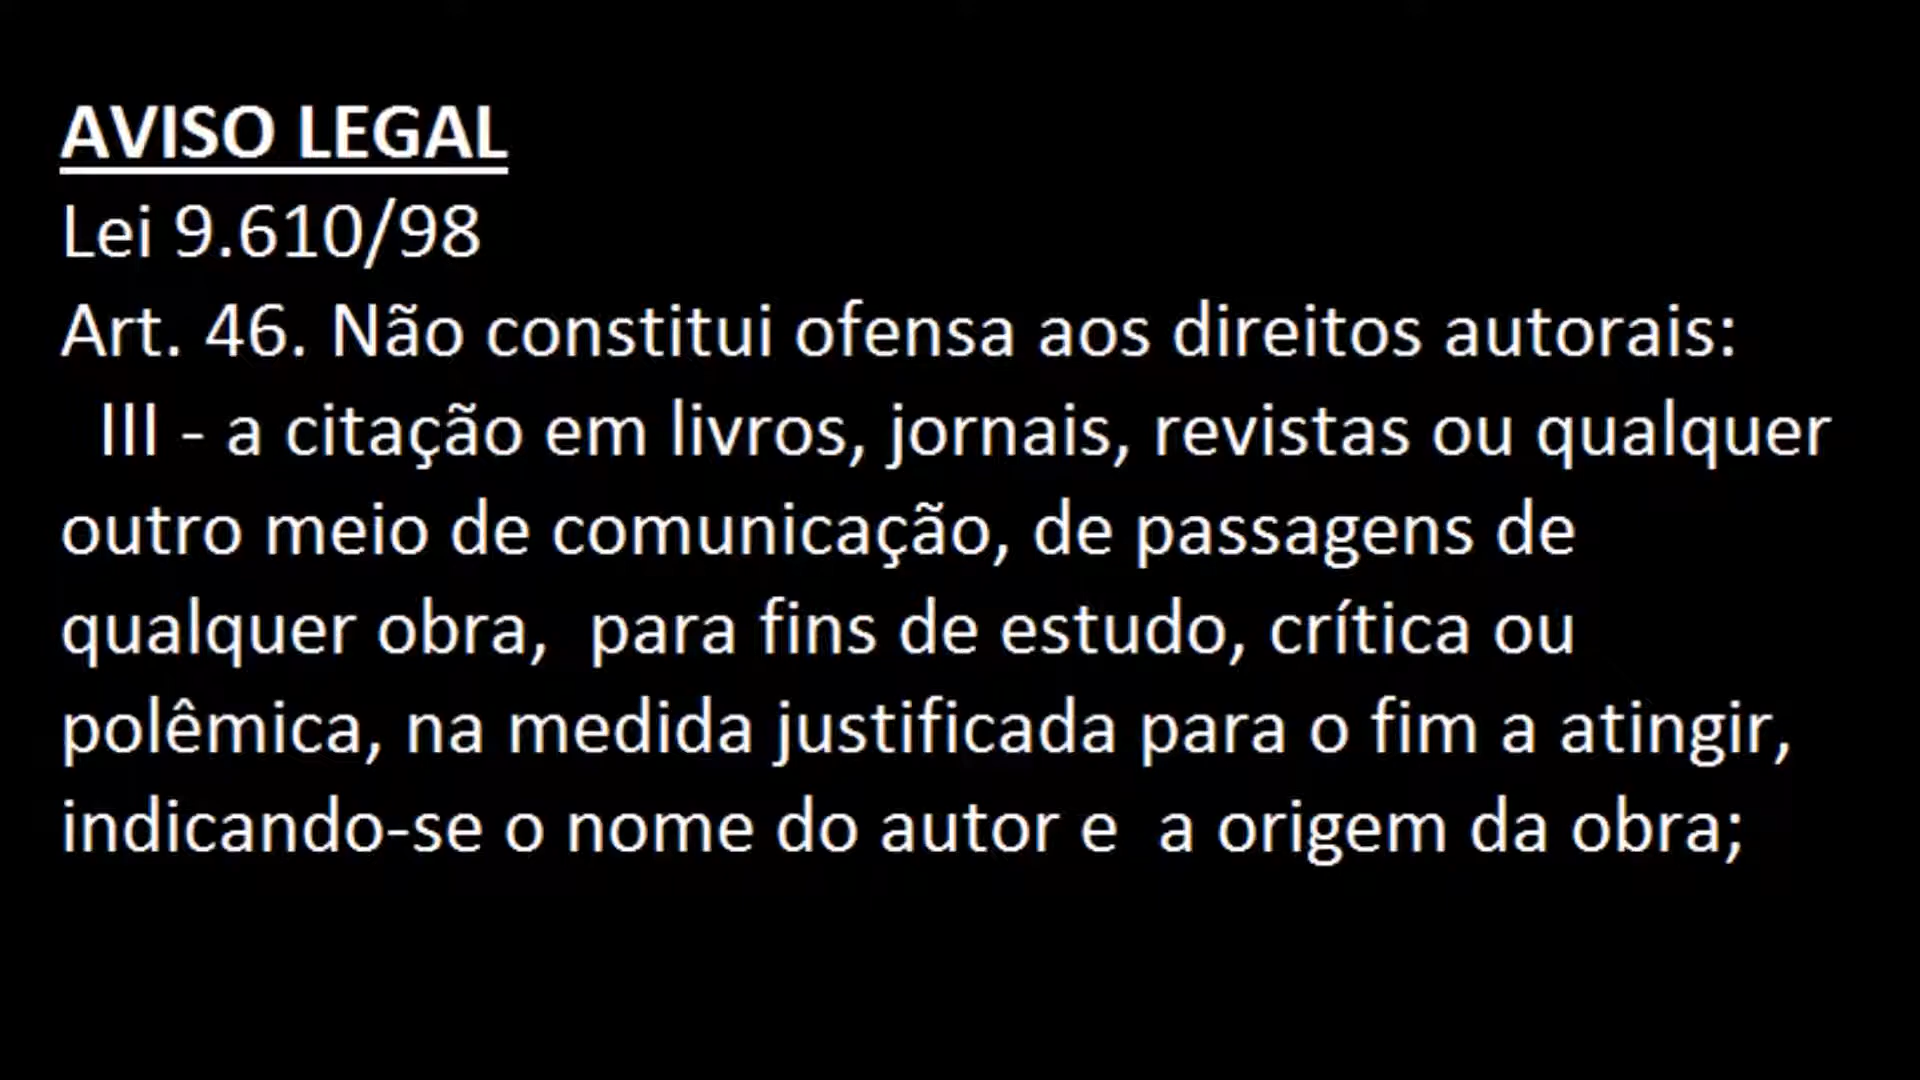 AVISO LEGAL
Lei 9.610/98
Art. 46. Não constitui ofensa aos direitos autorais:
III - a citação em livros, jornais, revistas ou qualquer
outro meio de comunicação, de passagens de
qualquer obra,  para fins de estudo, crítica ou
polêmica, na medida justificada para o fim a atingir,
indicando-se o nome do autor e  a origem da obra;